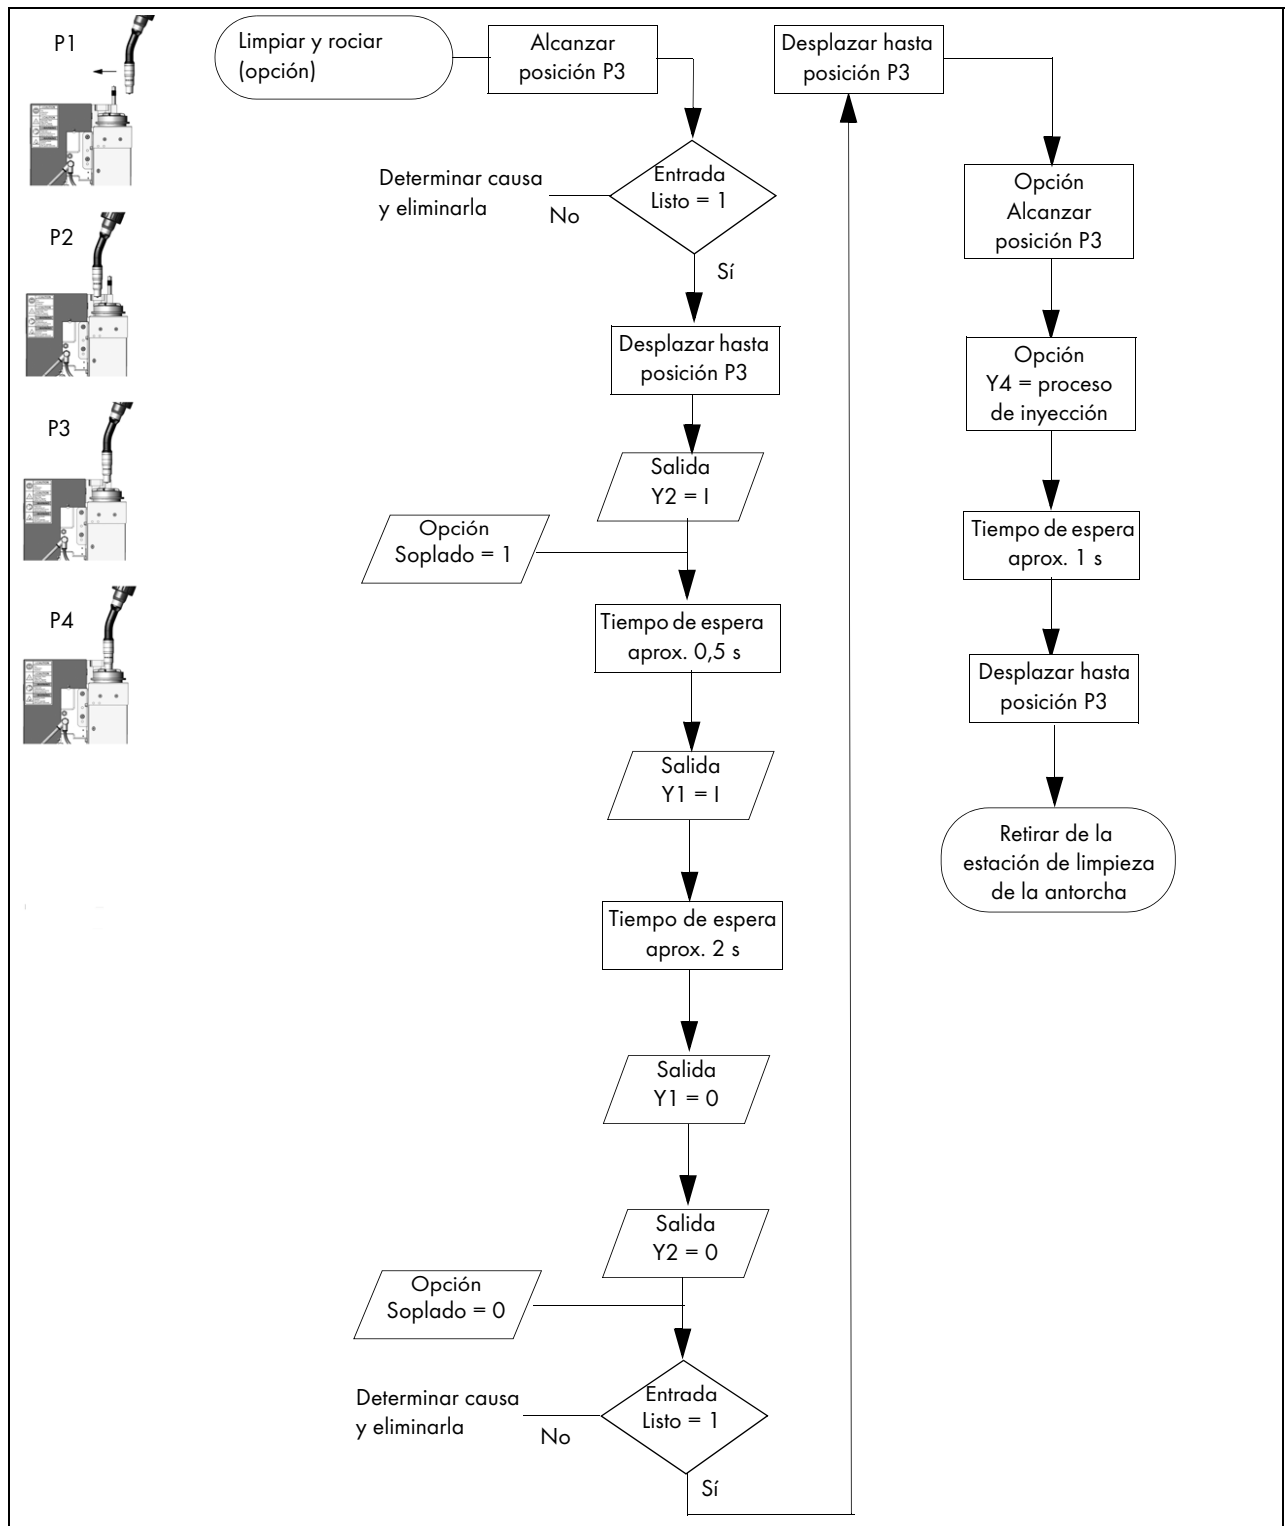 P1
P2
P3
P4
Limpiar y rociar
(opción)
Alcanzar
posición P3
Entrada
Listo = 1
Determinar causa
y eliminarla
No
Sí
Desplazar hasta
posición P3
Salida
Y2 = I
Opción
Soplado = 1
Tiempo de espera
aprox. 0,5 s
Salida
Y1 = I
Tiempo de espera
aprox. 2 s
Salida
Y1 = 0
Salida
Y2 = 0
Opción
Soplado = 0
Entrada
Listo = 1
Determinar causa
y eliminarla
No
Sí
Desplazar hasta
posición P3
Opción
Alcanzar
posición P3
Opción
Y4 = proceso
de inyección
Tiempo de espera
aprox. 1 s
Desplazar hasta
posición P3
Retirar de la
estación de limpieza
de la antorcha